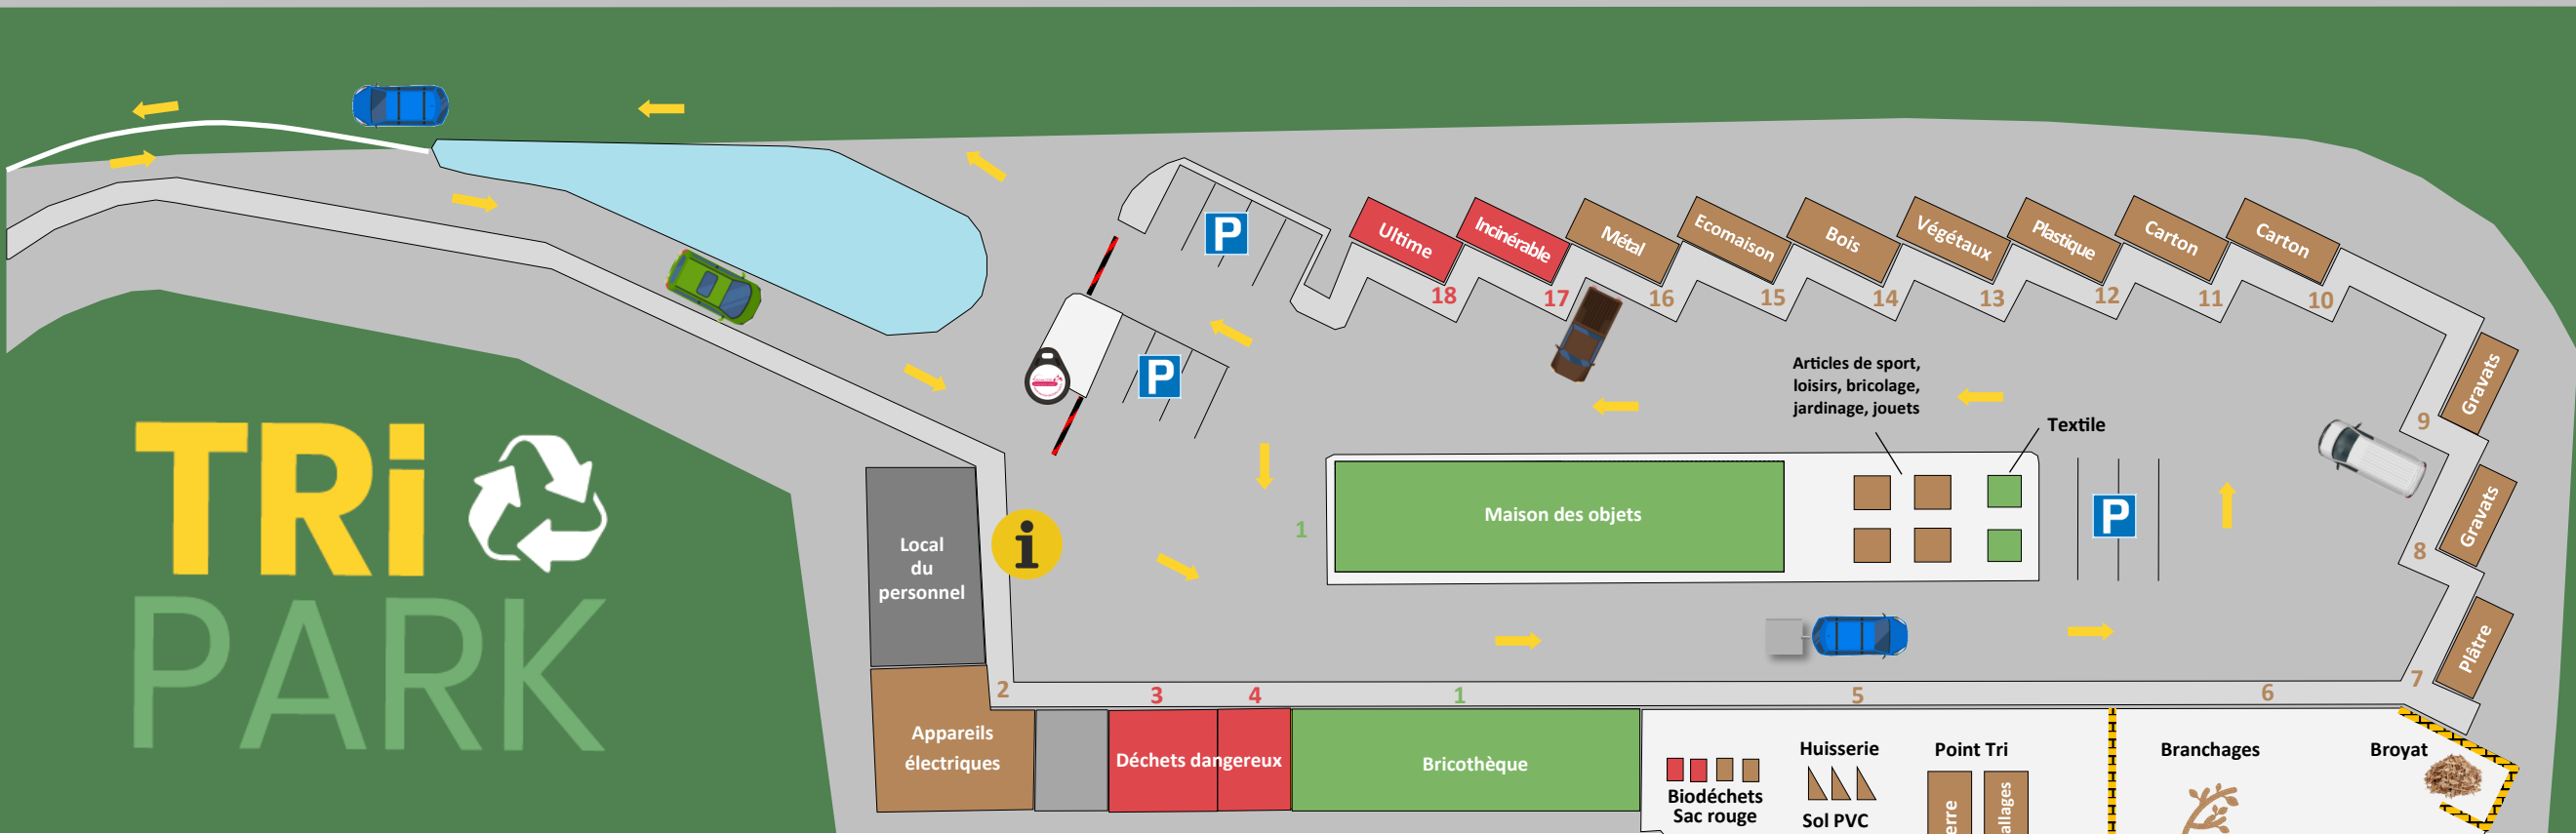 TRi
PARK
P
P
P
i
Ultime
Incinérable
Métal
Ecomaison
Bois
Végétaux
Plastique
Carton
Carton
18
17
16
15
14
13
12
11
10
Gravats
9
Gravats
8
Plâtre
7
Articles de sport,
loisirs, bricolage,
jardinage, jouets
Textile
1
Maison des objets
Local
du
personnel
2
3
4
1
5
6
Appareils
électriques
Déchets dangereux
Bricothèque
Biodéchets
Sac rouge
Huisserie
Sol PVC
Point Tri
Branchages
Broyat